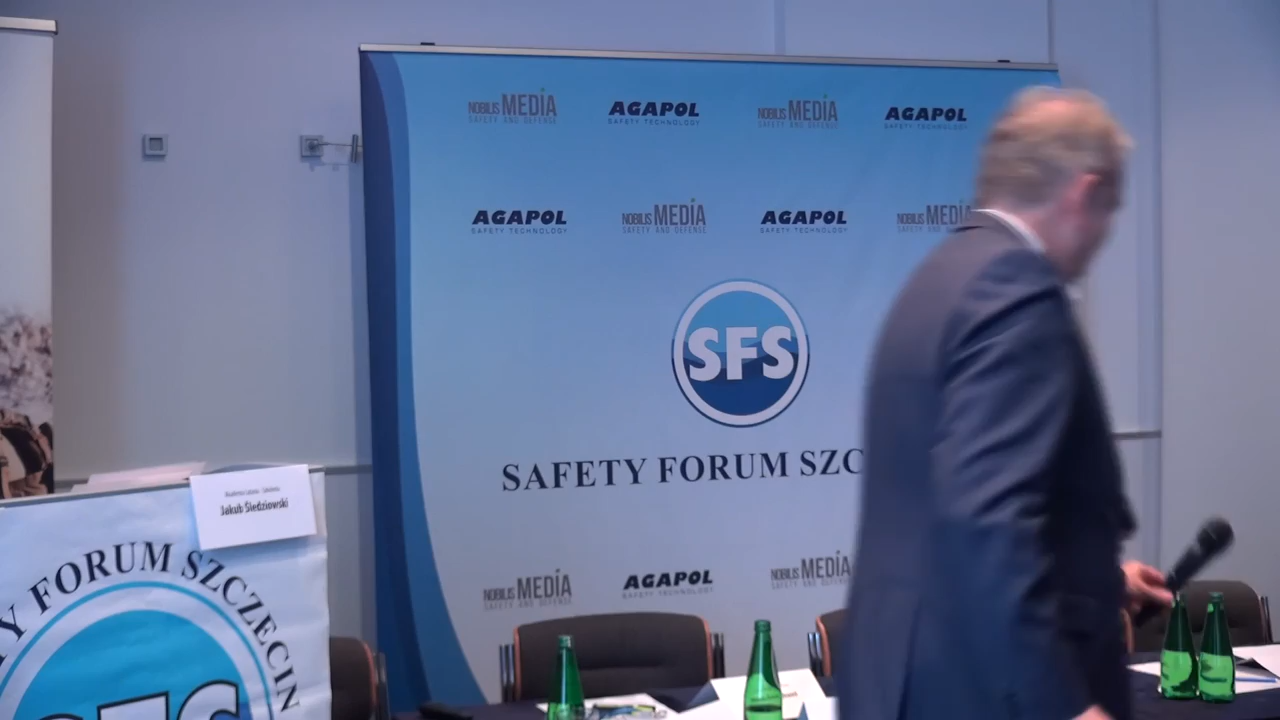 NOBILIS MEDIA
SAFETY AND DEFENSE
AGAPOL
SAFETY TECHNOLOGY
NOBILIS MEDIA
SAFETY AND DEFENSE
AGAPOL
SAFETY TECHNOLOGY
AGAPOL
SAFETY TECHNOLOGY
NOBILIS MEDIA
SAFETY AND DEFENSE
AGAPOL
SAFETY TECHNOLOGY
NOBILIS MEDIA
SAFETY AND DEFENSE
SFS
SAFETY FORUM SZC
NOBILIS MEDIA
SAFETY AND DEFENSE
AGAPOL
SAFETY TECHNOLOGY
NOBILIS MEDIA
SAFETY AND DEFENSE
Jakub Siedziowski
Y FORUM SZCZECIN
SFS